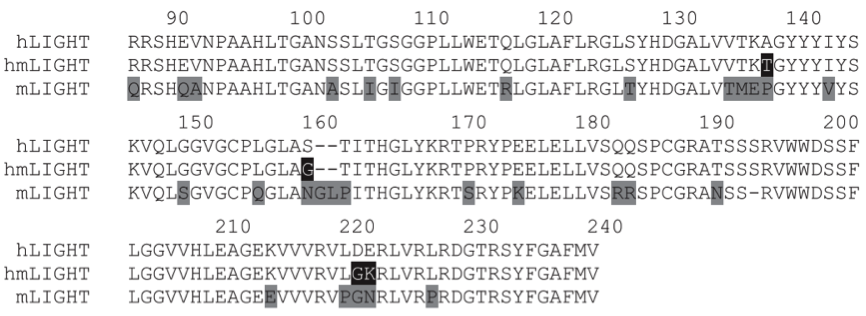 90 100 110 120 130 140
hLIGHT RRSHEVNPAAHLTGANSSLTGSGGPLLWETQLGLAFLRGLSYHDGALVVTKAGYYYIYS
hmLIGHT RRSHEVNPAAHLTGANSSLTGSGGPLLWETQLGLAFLRGLSYHDGALVVTKTGYYYIYS
mLIGHT QRSHQANPAAHLTGANASLIGIGGPLLWETRLGLAFLRGLTYHDGALVTMEPGYYYVYS
150 160 170 180 190 200
hLIGHT KVQLGGVGCPLGLAS--TITHGLYKRTPRYPEELELLVSQQSPCGRATSSSRVWWDSSF
hmLIGHT KVQLGGVGCPLGLAG--TITHGLYKRTPRYPEELELLVSQQSPCGRATSSSRVWWDSSF
mLIGHT KVQLSGVGCPQGLANGLPITHGLYKRTSRYPKELELLVSRRSPCGRANSS-RVWWDSSF
210 220 230 240
hLIGHT LGGVVHLEAGEKVVVRVLDERLVRLRDGTRSYFGAFMV
hmLIGHT LGGVVHLEAGEKVVVRVLGKRLVRLRDGTRSYFGAFMV
mLIGHT LGGVVHLEAGEEVVVRVPGNRLVRPRDGTRSYFGAFMV